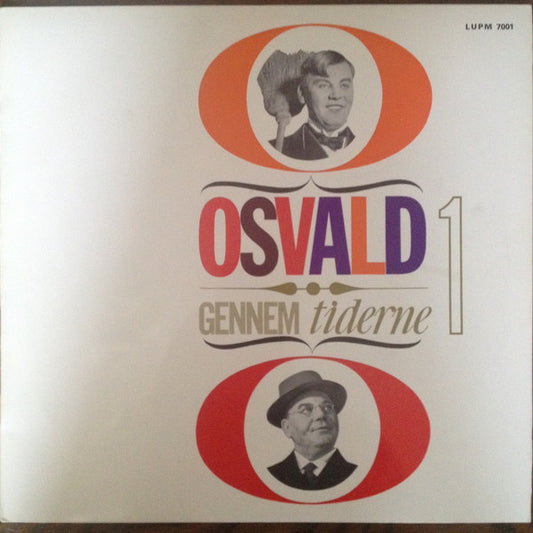 LUPM 7001
OSVALD 1
GENNEM tiderne